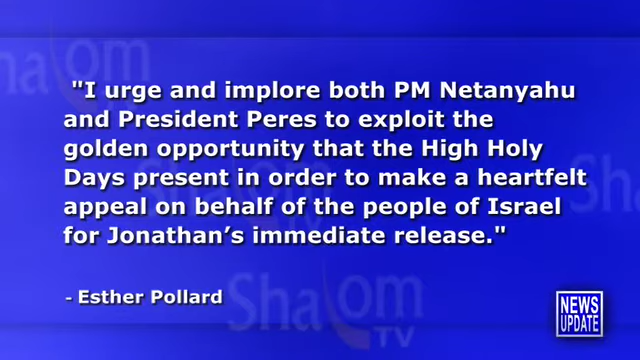 "I urge and implore both PM Netanyahu
and President Peres to exploit the
golden opportunity that the High Holy
Days present in order to make a heartfelt
appeal on behalf of the people of Israel
for Jonathan’s immediate release."
- Esther Pollard
Shalom
TV
NEWS
UPDATE